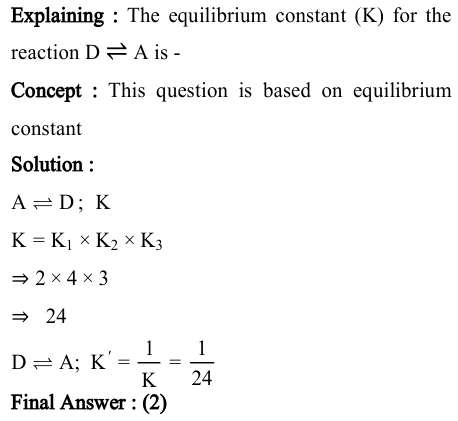 Explaining : The equilibrium constant (K) for the
reaction D ⇌ A is -
Concept : This question is based on equilibrium
constant
Solution :
A ⇌ D ; K
K = K₁ × K₂ × K₃
⇒ 2 × 4 × 3
⇒ 24
D ⇌ A; K′ = 1/K = 1/24
Final Answer : (2)